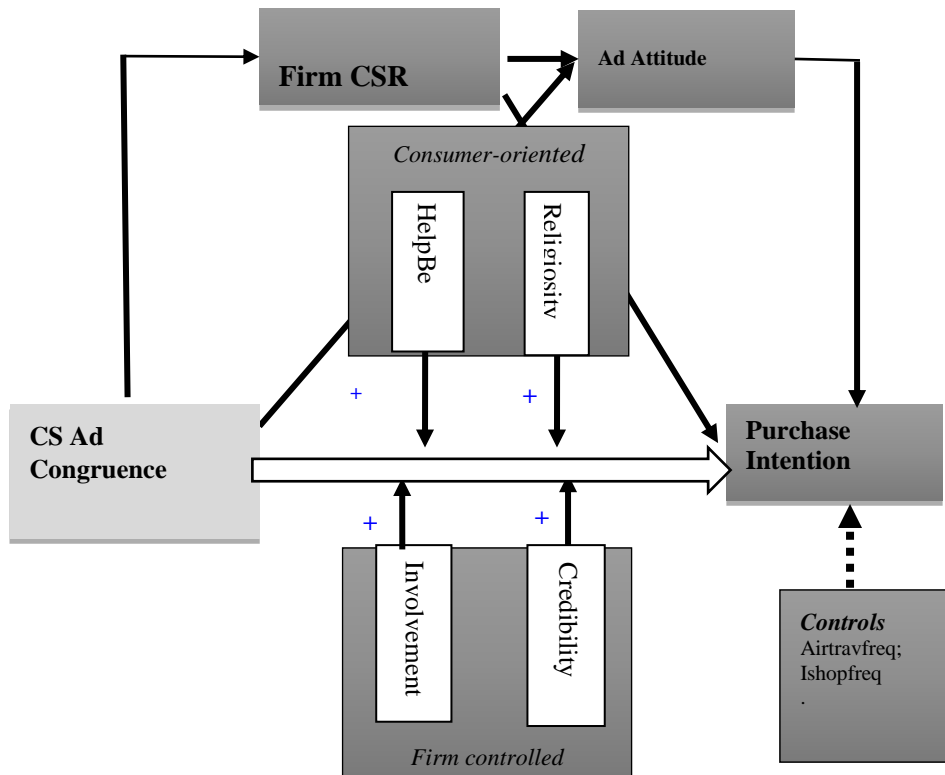 Firm CSR
Ad Attitude
Consumer-oriented
HelpBe
Religiosity
+
+
CS Ad
Congruence
Purchase
Intention
+
+
Involvement
Credibility
Controls
Airtravfreq;
Ishopfreq
.
Firm controlled